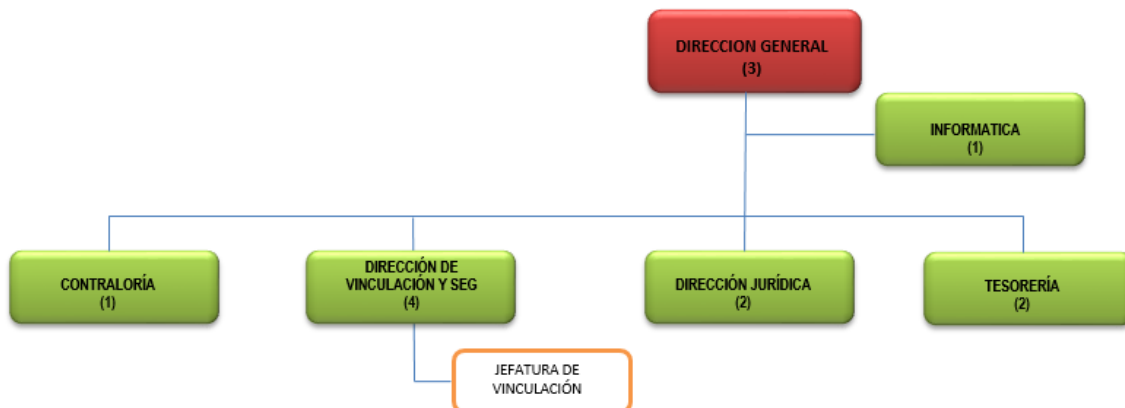 DIRECCION GENERAL
(3)
INFORMATICA
(1)
CONTRALORÍA
(1)
DIRECCIÓN DE
VINCULACIÓN Y SEG
(4)
DIRECCIÓN JURÍDICA
(2)
TESORERÍA
(2)
JEFATURA DE
VINCULACIÓN